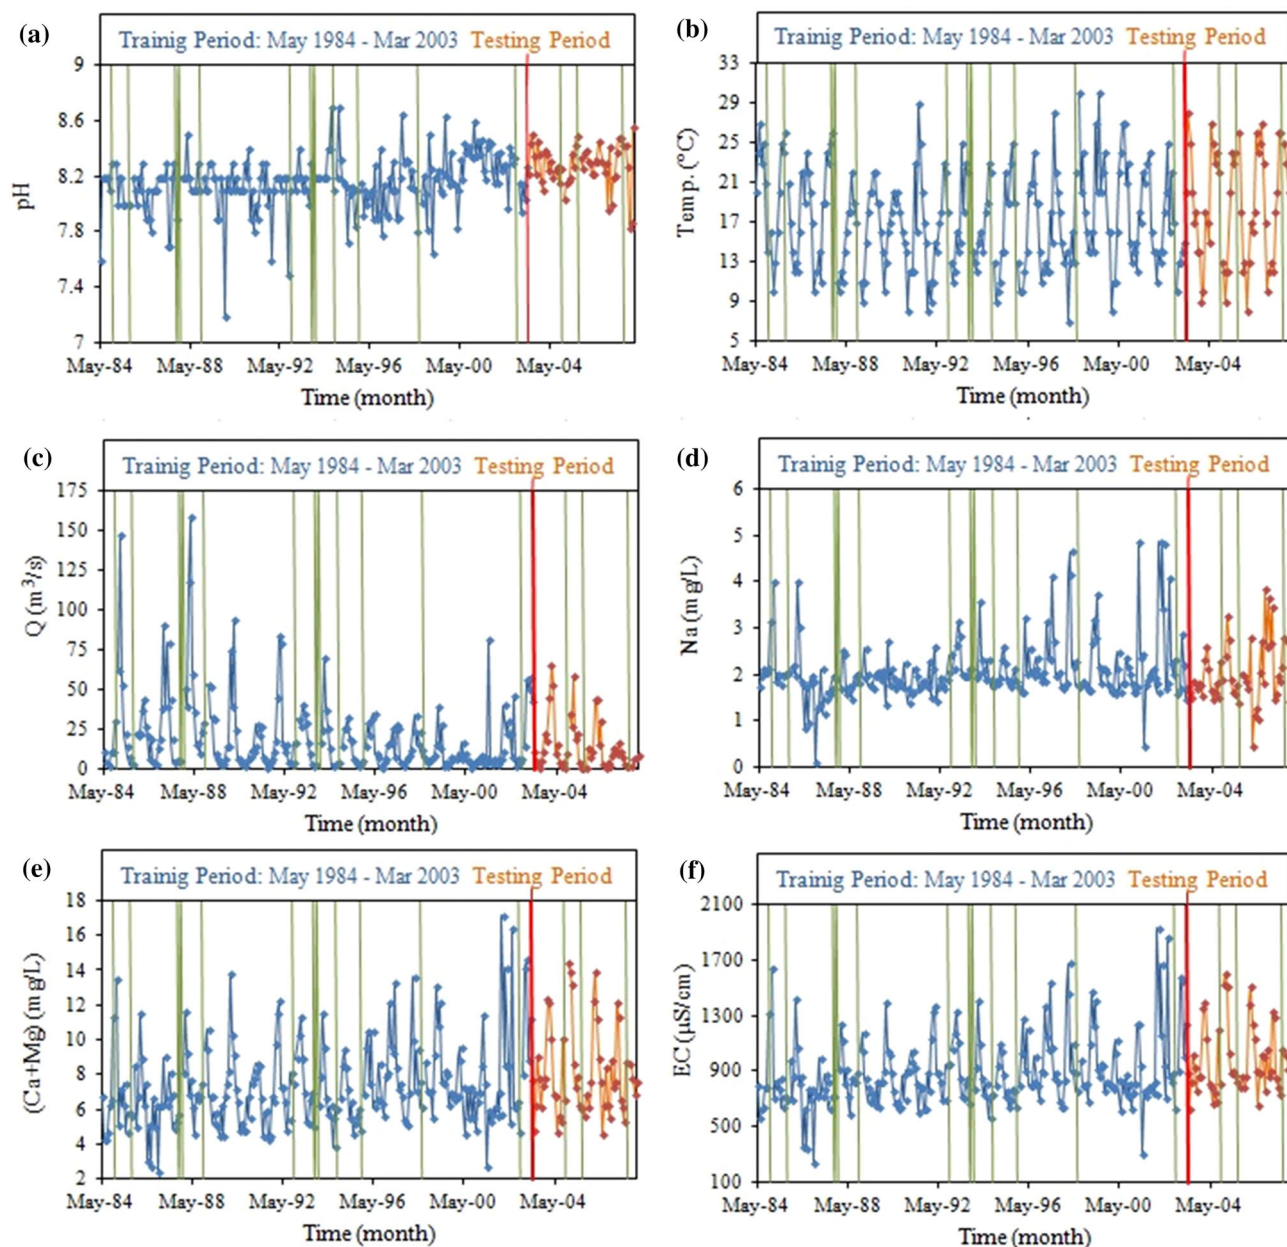 (a)
Trainig Period: May 1984 - Mar 2003 Testing Period
9
8.6
8.2
7.8
7.4
7
pH
May-84 May-88 May-92 May-96 May-00 May-04
Time (month)
(b)
Trainig Period: May 1984 - Mar 2003 Testing Period
33
29
25
21
17
13
9
5
Temp. (°C)
May-84 May-88 May-92 May-96 May-00 May-04
Time (month)
(c)
Trainig Period: May 1984 - Mar 2003 Testing Period
175
150
125
100
75
50
25
0
Q (m³/s)
May-84 May-88 May-92 May-96 May-00 May-04
Time (month)
(d)
Trainig Period: May 1984 - Mar 2003 Testing Period
6
5
4
3
2
1
0
Na (mg/L)
May-84 May-88 May-92 May-96 May-00 May-04
Time (month)
(e)
Trainig Period: May 1984 - Mar 2003 Testing Period
18
16
14
12
10
8
6
4
2
(Ca+Mg) (mg/L)
May-84 May-88 May-92 May-96 May-00 May-04
Time (month)
(f)
Trainig Period: May 1984 - Mar 2003 Testing Period
2100
1700
1300
900
500
100
EC (µS/cm)
May-84 May-88 May-92 May-96 May-00 May-04
Time (month)